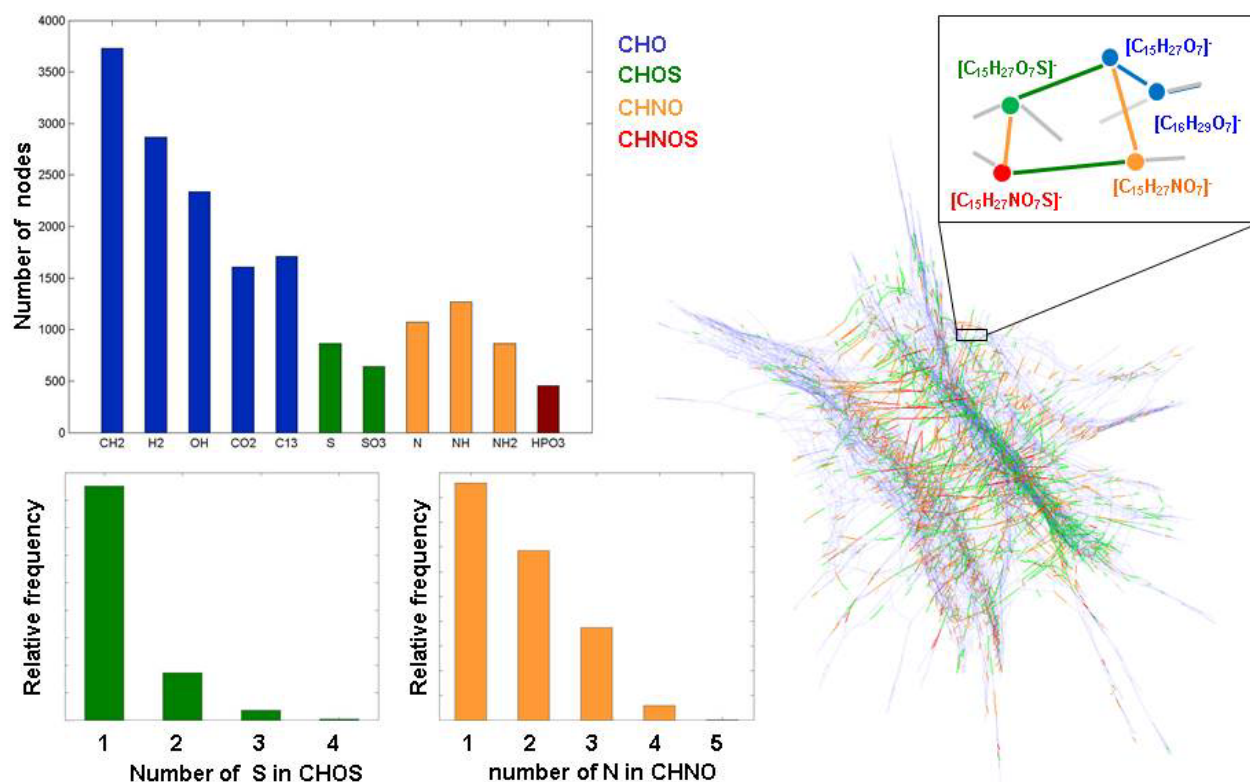 4000
3500
3000
2500
2000
1500
1000
500
0
Number of nodes
CH2 H2 OH CO2 C13 S SO3 N NH NH2 HPO3
CHO
CHOS
CHNO
CHNOS
[C₁₅H₂₇O₇]⁻
[C₁₅H₂₇O₇S]⁻
[C₁₆H₂₉O₇]⁻
[C₁₅H₂₇NO₇S]⁻
[C₁₅H₂₇NO₇]⁻
Relative frequency
1 2 3 4
Number of S in CHOS
Relative frequency
1 2 3 4 5
number of N in CHNO